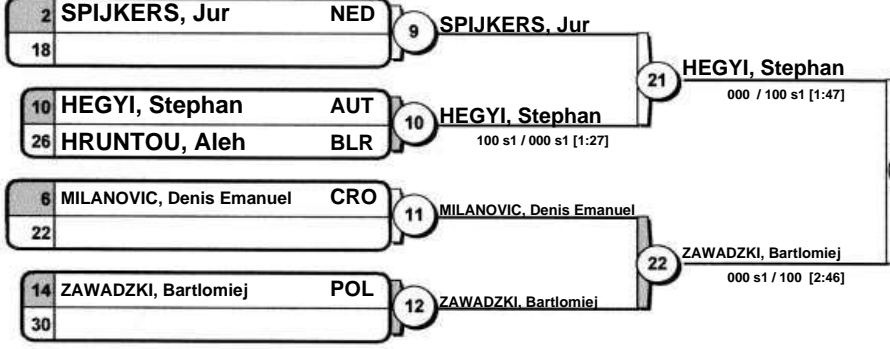 2 SPIJKERS, Jur NED
18
9
SPIJKERS, Jur
10 HEGYI, Stephan AUT
26 HRUNTOU, Aleh BLR
10
HEGYI, Stephan
100 s1 / 000 s1 [1:27]
21
HEGYI, Stephan
000 / 100 s1 [1:47]
6 MILANOVIC, Denis Emanuel CRO
22
11
MILANOVIC, Denis Emanuel
14 ZAWADZKI, Bartlomiej POL
30
12
ZAWADZKI, Bartlomiej
22
ZAWADZKI, Bartlomiej
000 s1 / 100 [2:46]